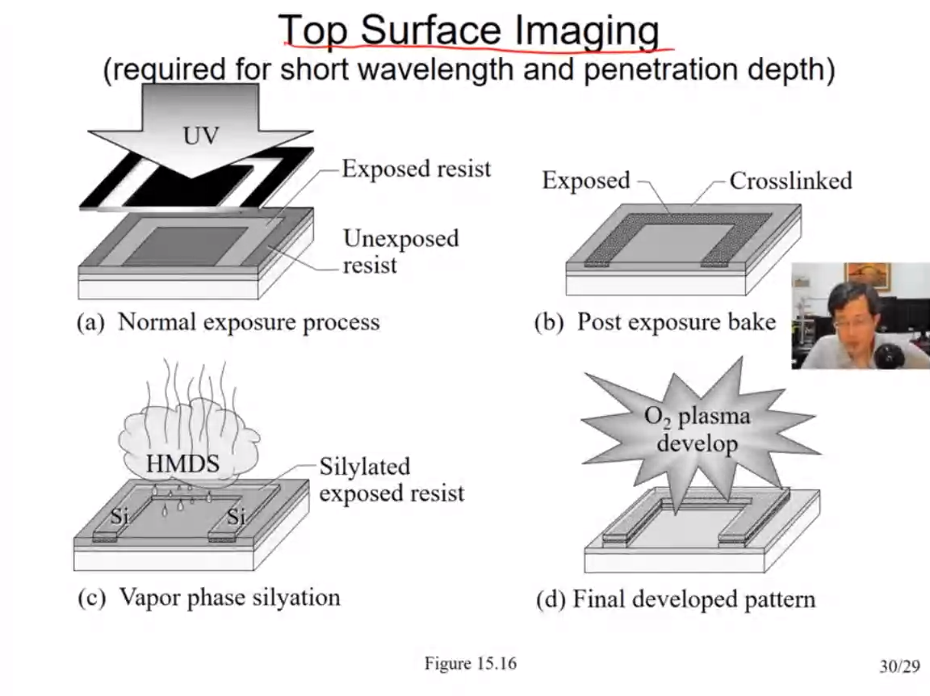 Top Surface Imaging
(required for short wavelength and penetration depth)
UV
Exposed resist
Unexposed
resist
(a) Normal exposure process
Exposed
Crosslinked
(b) Post exposure bake
HMDS
Si
Si
Silylated
exposed resist
(c) Vapor phase silyation
O₂ plasma
develop
(d) Final developed pattern
Figure 15.16
30/29